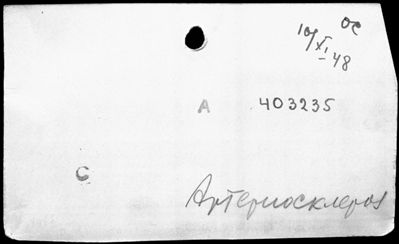 10/XI-48 ОС
A 403235
C
Артериосклероз